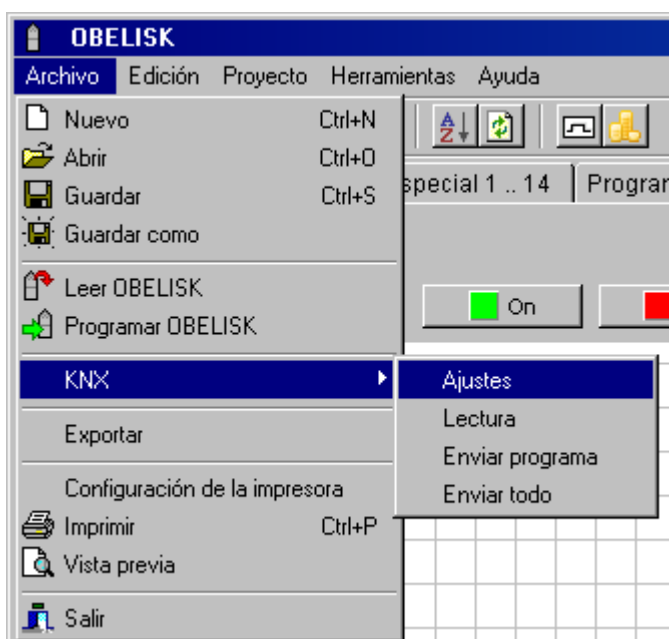 OBELISK
Archivo Edición Proyecto Herramientas Ayuda
Nuevo Ctrl+N
Abrir Ctrl+O
Guardar Ctrl+S
especial 1 .. 14 Program
Guardar como
Leer OBELISK
On
Programar OBELISK
KNX
Ajustes
Lectura
Enviar programa
Enviar todo
Exportar
Configuración de la impresora
Imprimir Ctrl+P
Vista previa
Salir